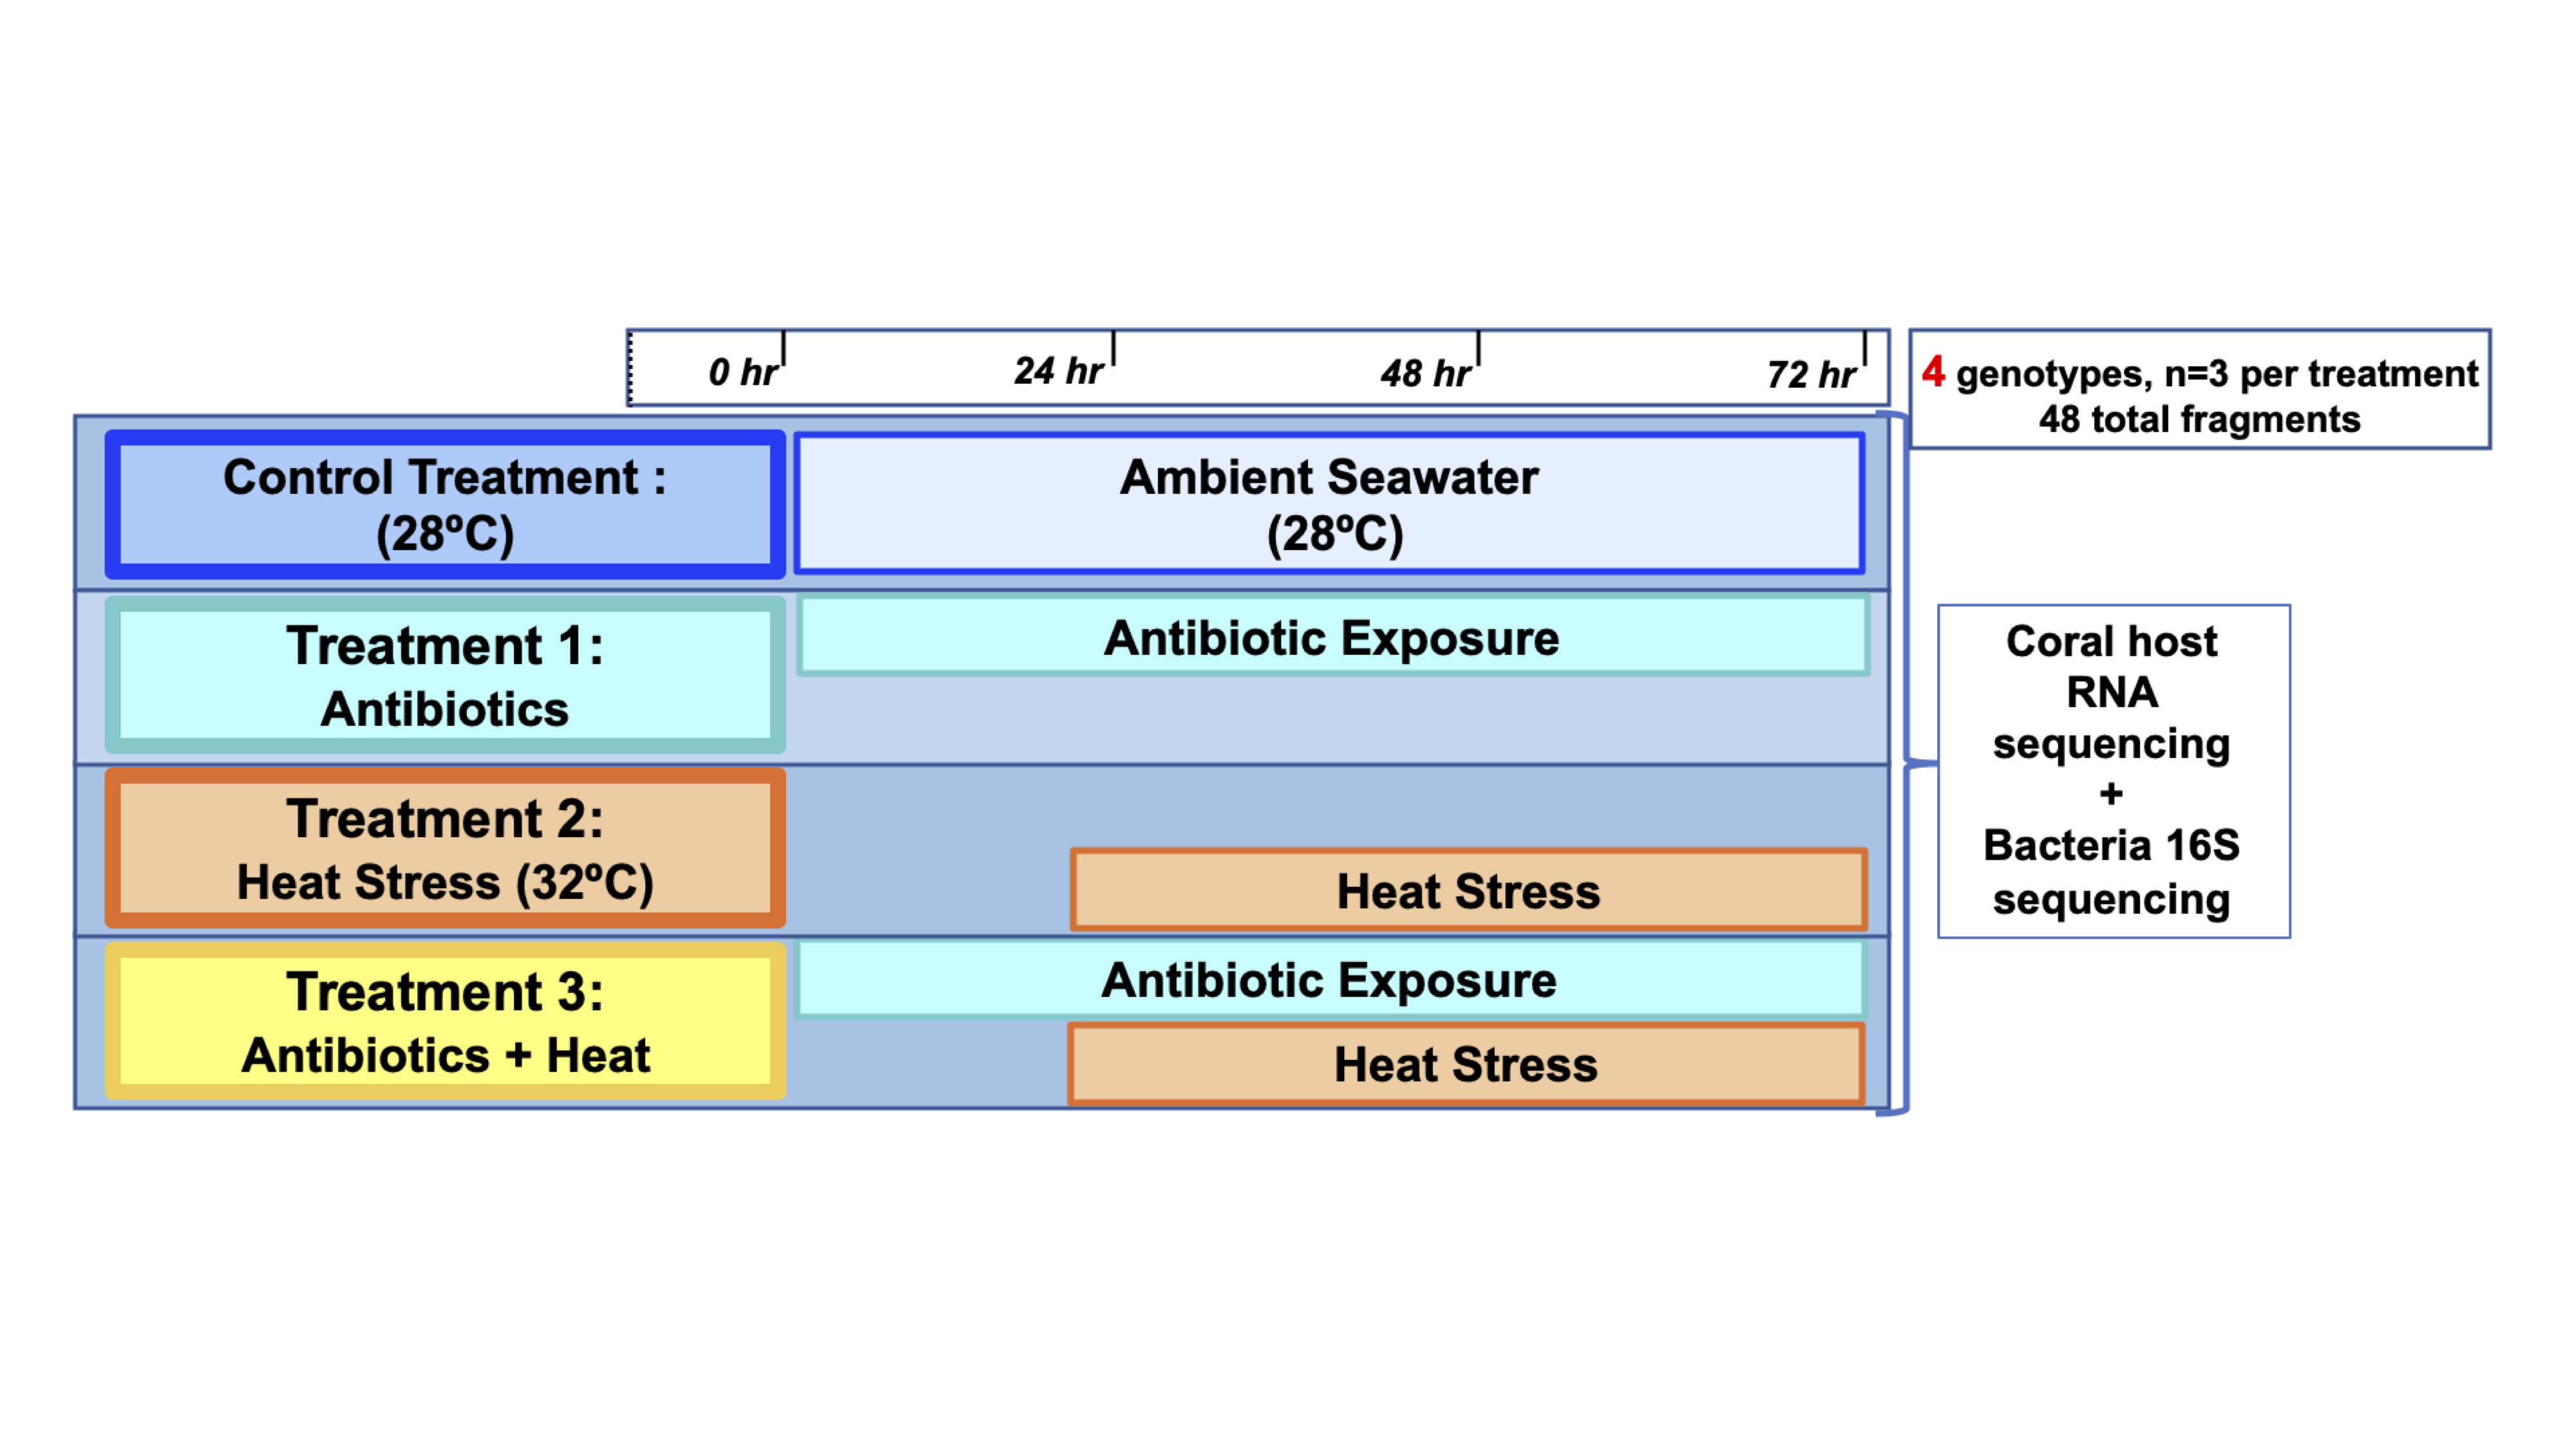 0 hr
24 hr
48 hr
72 hr
4 genotypes, n=3 per treatment
48 total fragments
Control Treatment :
(28ºC)
Ambient Seawater
(28ºC)
Treatment 1:
Antibiotics
Antibiotic Exposure
Treatment 2:
Heat Stress (32ºC)
Heat Stress
Treatment 3:
Antibiotics + Heat
Antibiotic Exposure
Heat Stress
Coral host
RNA
sequencing
+
Bacteria 16S
sequencing